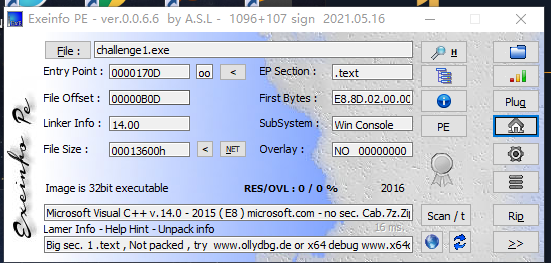 Exeinfo PE - ver.0.0.6.6 by A.S.L - 1096+107 sign 2021.05.16
File : challenge1.exe H
Entry Point : 0000170D oo < EP Section : .text
File Offset : 00000B0D First Bytes : E8.8D.02.00.00 Plug
Linker Info : 14.00 SubSystem : Win Console PE
File Size : 00013600h < NET Overlay : NO 00000000
Image is 32bit executable RES/OVL : 0 / 0 % 2016
Microsoft Visual C++ v.14.0 - 2015 ( E8 ) microsoft.com - no sec. Cab.7z.Zip Scan / t Rip
Lamer Info - Help Hint - Unpack info 16 ms.
Big sec. 1 .text , Not packed , try www.ollydbg.de or x64 debug www.x64 >>
Exeinfo Pe